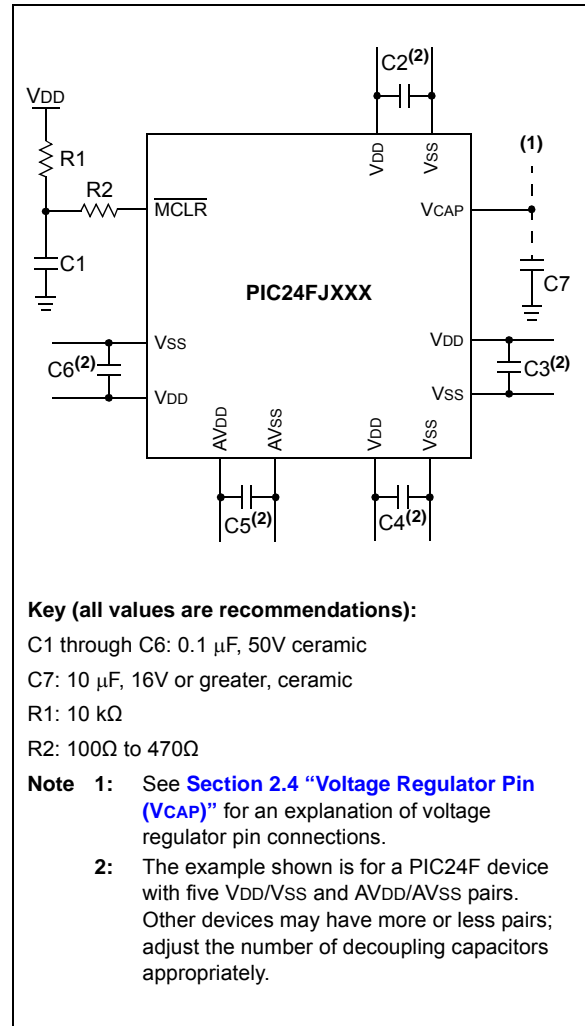 C2(2)
VDD
R1
R2
C1
MCLR
VDD
VSS
(1)
VCAP
C7
PIC24FJXXX
VSS
C6(2)
VDD
VDD
C3(2)
VSS
AVDD
AVSS
VDD
VSS
C5(2)
C4(2)
Key (all values are recommendations):
C1 through C6: 0.1 μF, 50V ceramic
C7: 10 μF, 16V or greater, ceramic
R1: 10 kΩ
R2: 100Ω to 470Ω
Note 1: See Section 2.4 “Voltage Regulator Pin
(VCAP)” for an explanation of voltage
regulator pin connections.
2: The example shown is for a PIC24F device
with five VDD/VSS and AVDD/AVSS pairs.
Other devices may have more or less pairs;
adjust the number of decoupling capacitors
appropriately.